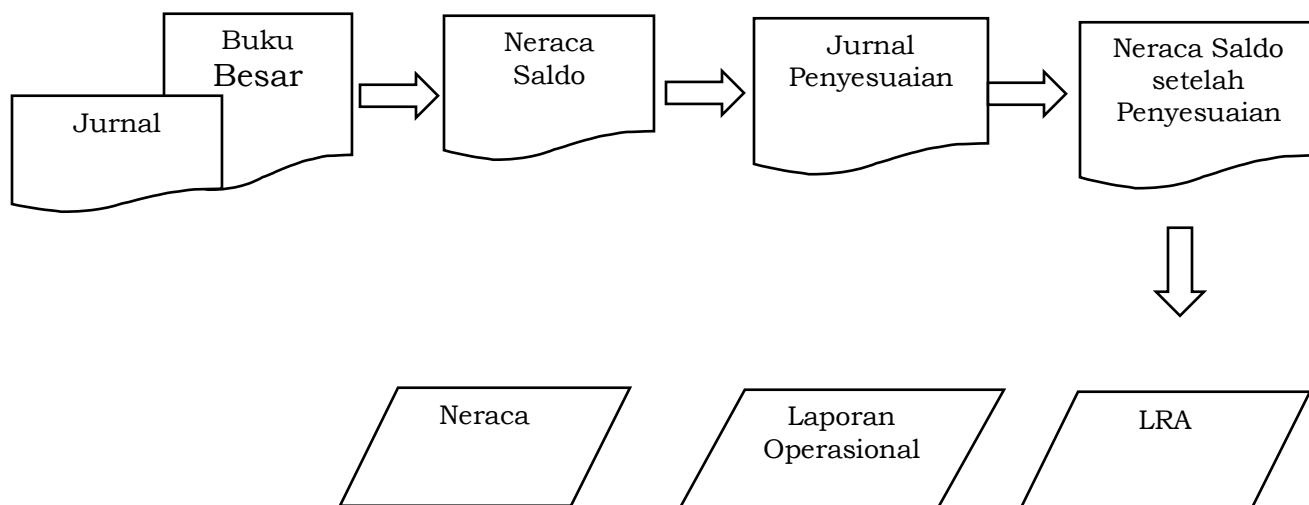 Buku
Besar
Jurnal
Neraca
Saldo
Jurnal
Penyesuaian
Neraca Saldo
setelah
Penyesuaian
Neraca
Laporan
Operasional
LRA